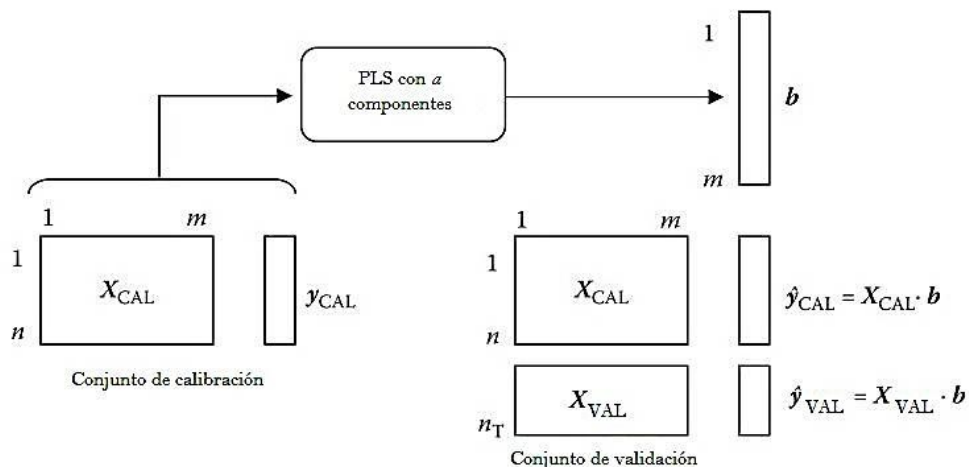 1
PLS con a
componentes
b
m
1 m
1
X_CAL
y_CAL
n
Conjunto de calibración
1 m
1
X_CAL
n
ŷ_CAL = X_CAL · b
X_VAL
n_T
ŷ_VAL = X_VAL · b
Conjunto de validación